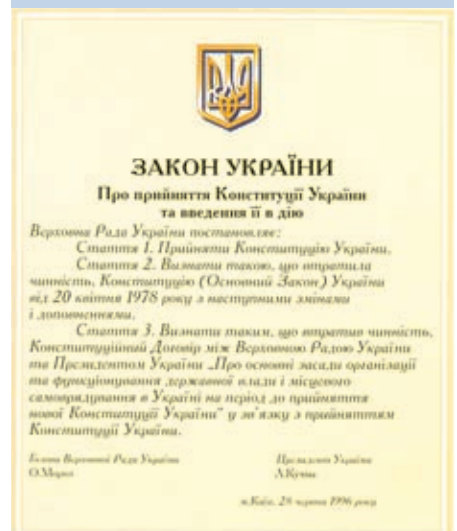 ЗАКОН УКРАЇНИ
Про прийняття Конституції України
та введення її в дію
Верховна Рада України постановляє:
Стаття 1. Прийняти Конституцію України.
Стаття 2. Визнати такою, що втратила
чинність, Конституцію (Основний Закон) України
від 20 квітня 1978 року з наступними змінами
і доповненнями.
Стаття 3. Визнати таким, що втратив чинність,
Конституційний Договір між Верховною Радою України
та Президентом України „Про основні засади організації
та функціонування державної влади і місцевого
самоврядування в Україні на період до прийняття
нової Конституції України" у зв'язку з прийняттям
Конституції України.
Голова Верховної Ради України Президент України
О.Мороз Л.Кучма
м.Київ, 28 червня 1996 року